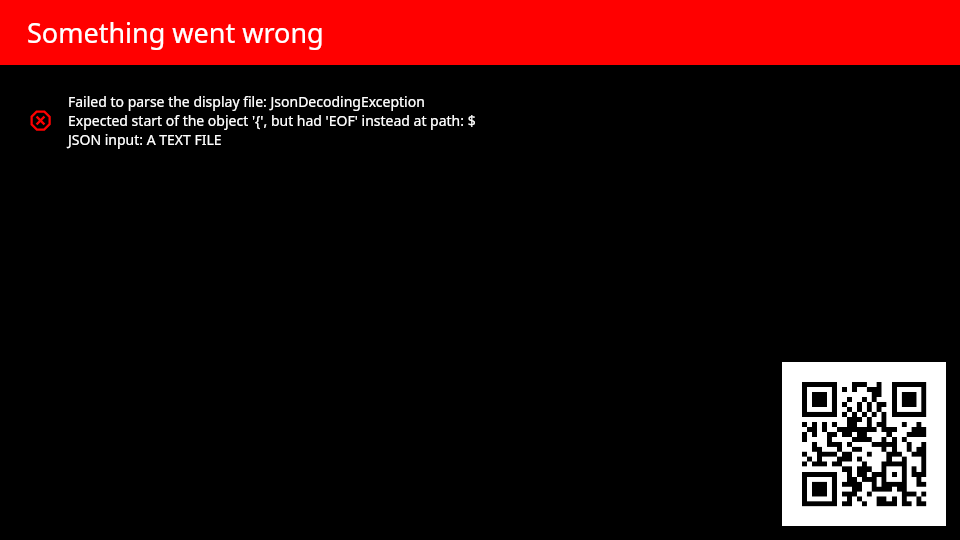 Something went wrong
Failed to parse the display file: JsonDecodingException
Expected start of the object '{', but had 'EOF' instead at path: $
JSON input: A TEXT FILE